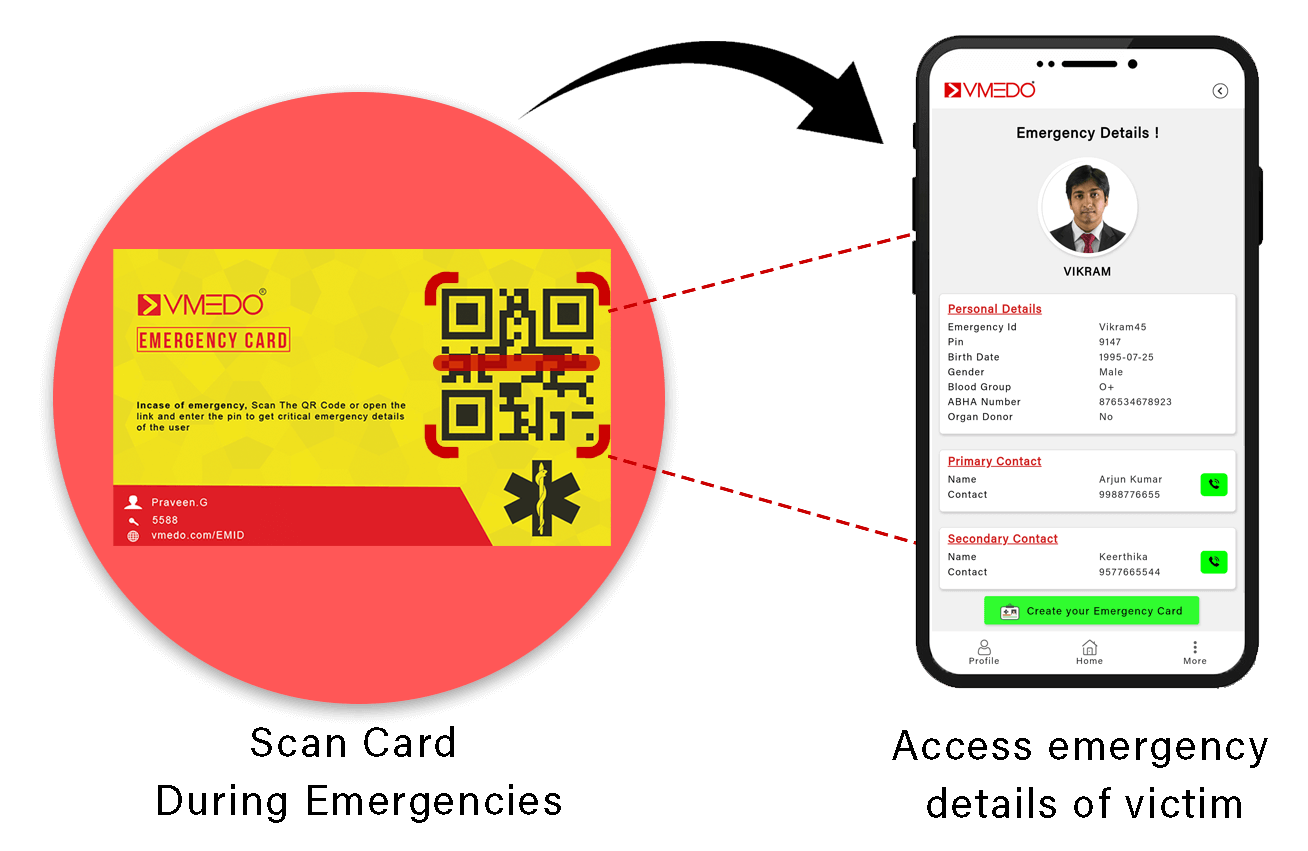 VMEDO®
EMERGENCY CARD
Incase of emergency, Scan The QR Code or open the
link and enter the pin to get critical emergency details
of the user
Praveen.G
5588
vmedo.com/EMID
Scan Card
During Emergencies
VMEDO
Emergency Details !
VIKRAM
Personal Details
Emergency Id Vikram45
Pin 9147
Birth Date 1995-07-25
Gender Male
Blood Group O+
ABHA Number 876534678923
Organ Donor No
Primary Contact
Name Arjun Kumar
Contact 9988776655
Secondary Contact
Name Keerthika
Contact 9577665544
Create your Emergency Card
Profile Home More
Access emergency
details of victim